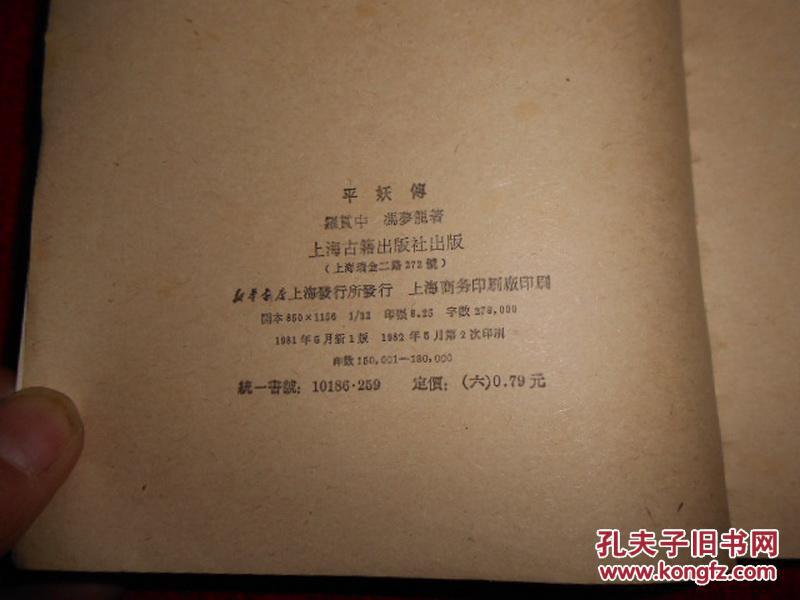 平妖傳
羅貫中 馮夢龍著
上海古籍出版社出版
（上海瑞金二路272號）
新華書店上海發行所發行 上海商务印刷廠印刷
開本850×1156 1/32 印張8.25 字數278,000
1981年5月新1版 1982年5月第2次印刷
印数150,001—180,000
統一書號：10186·259 定價：(六)0.79元
孔夫子旧书网
www.kongfz.com